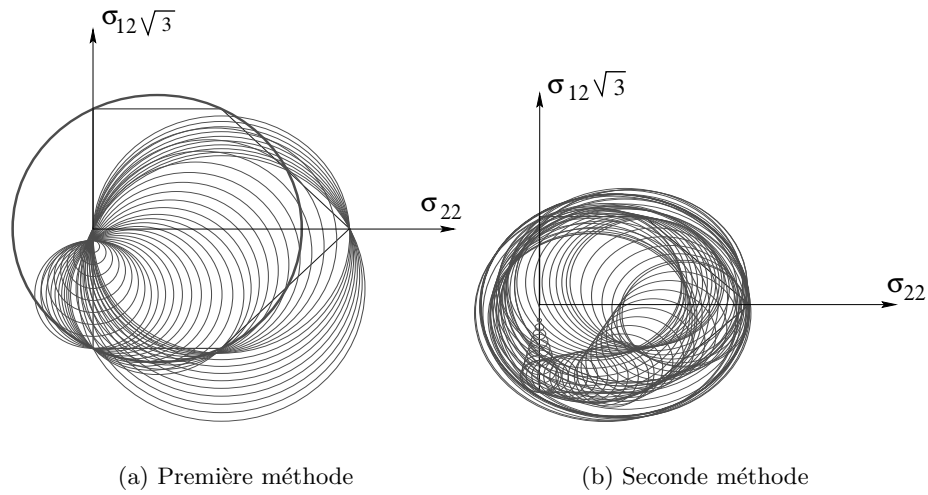 σ12√3
σ22
(a) Première méthode
σ12√3
σ22
(b) Seconde méthode